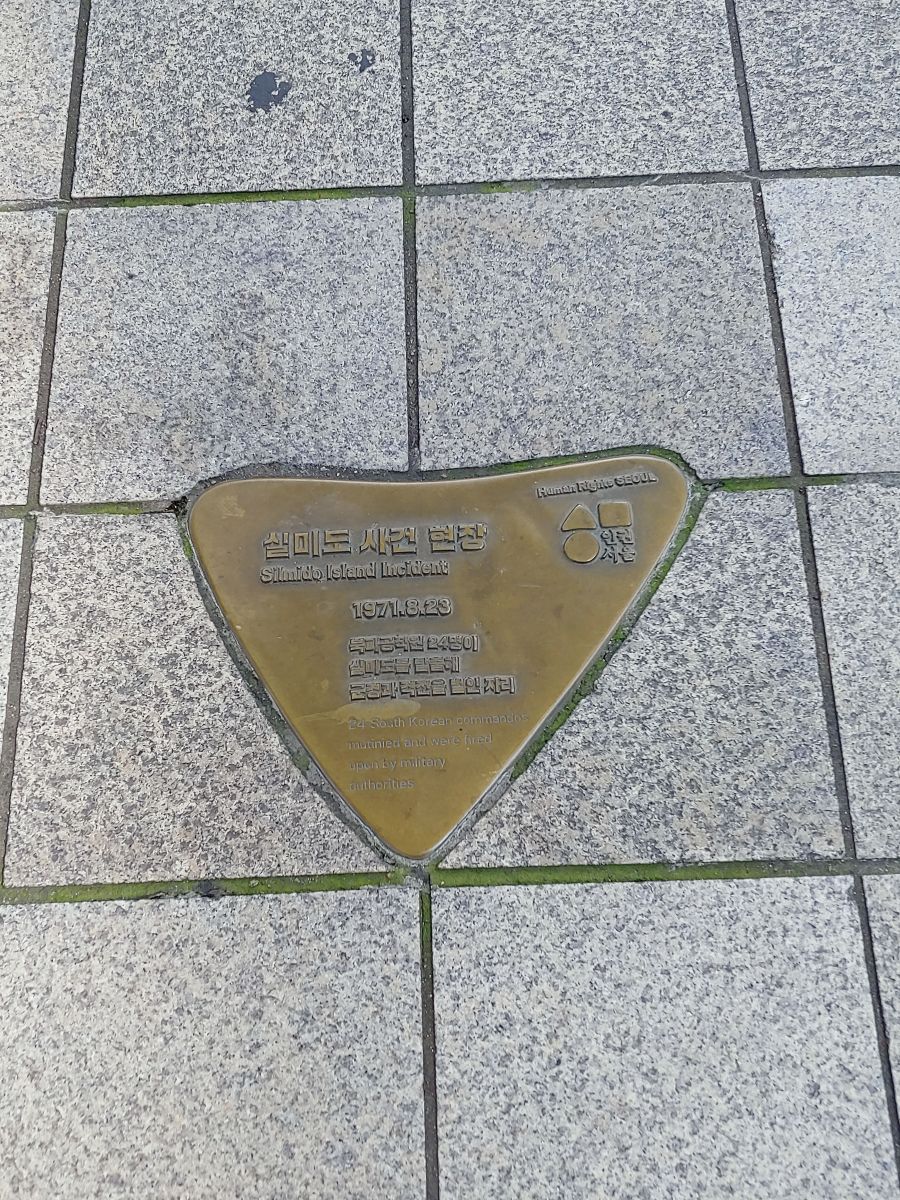 Human Rights SEOUL
인권
서울
실미도 사건 현장
Silmido Island Incident
1971.8.23
북파공작원 24명이
실미도를 탈출해
군경과 격전을 벌인 자리
24 South Korean commandos
mutinied and were fired
upon by military
authorities